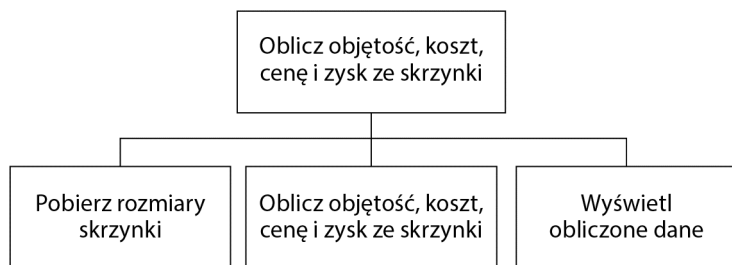 Oblicz objętość, koszt,
cenę i zysk ze skrzynki
Pobierz rozmiary
skrzynki
Oblicz objętość, koszt,
cenę i zysk ze skrzynki
Wyświetl
obliczone dane